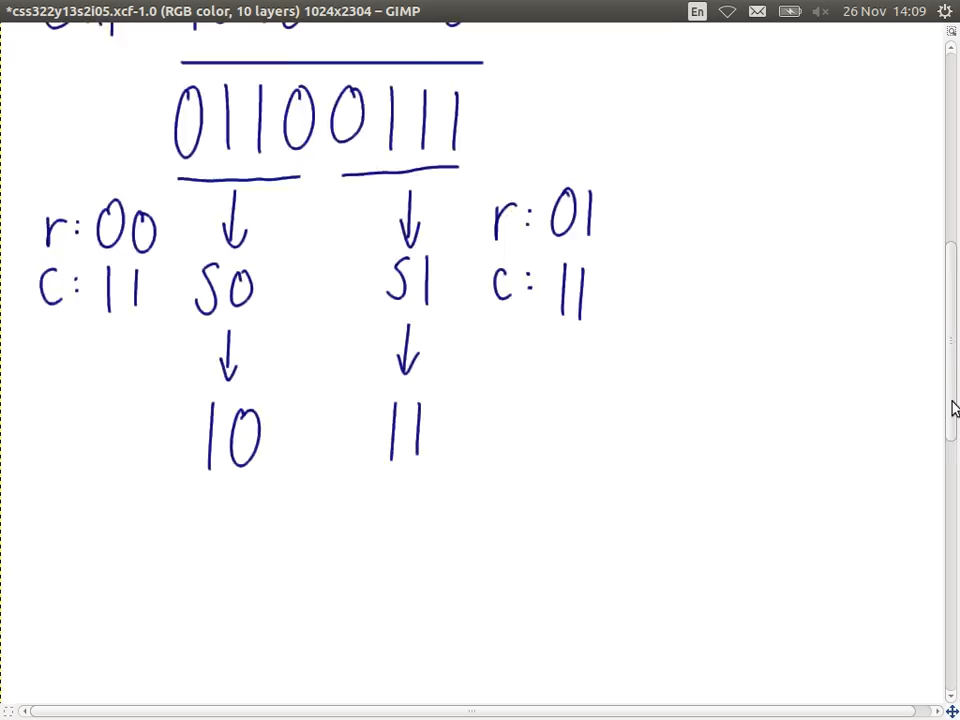 *css322y13s2i05.xcf-1.0 (RGB color, 10 layers) 1024x2304 – GIMP En 26 Nov 14:09
01100111
r: 00 r: 01
c: 11 S0 S1 c: 11
10 11